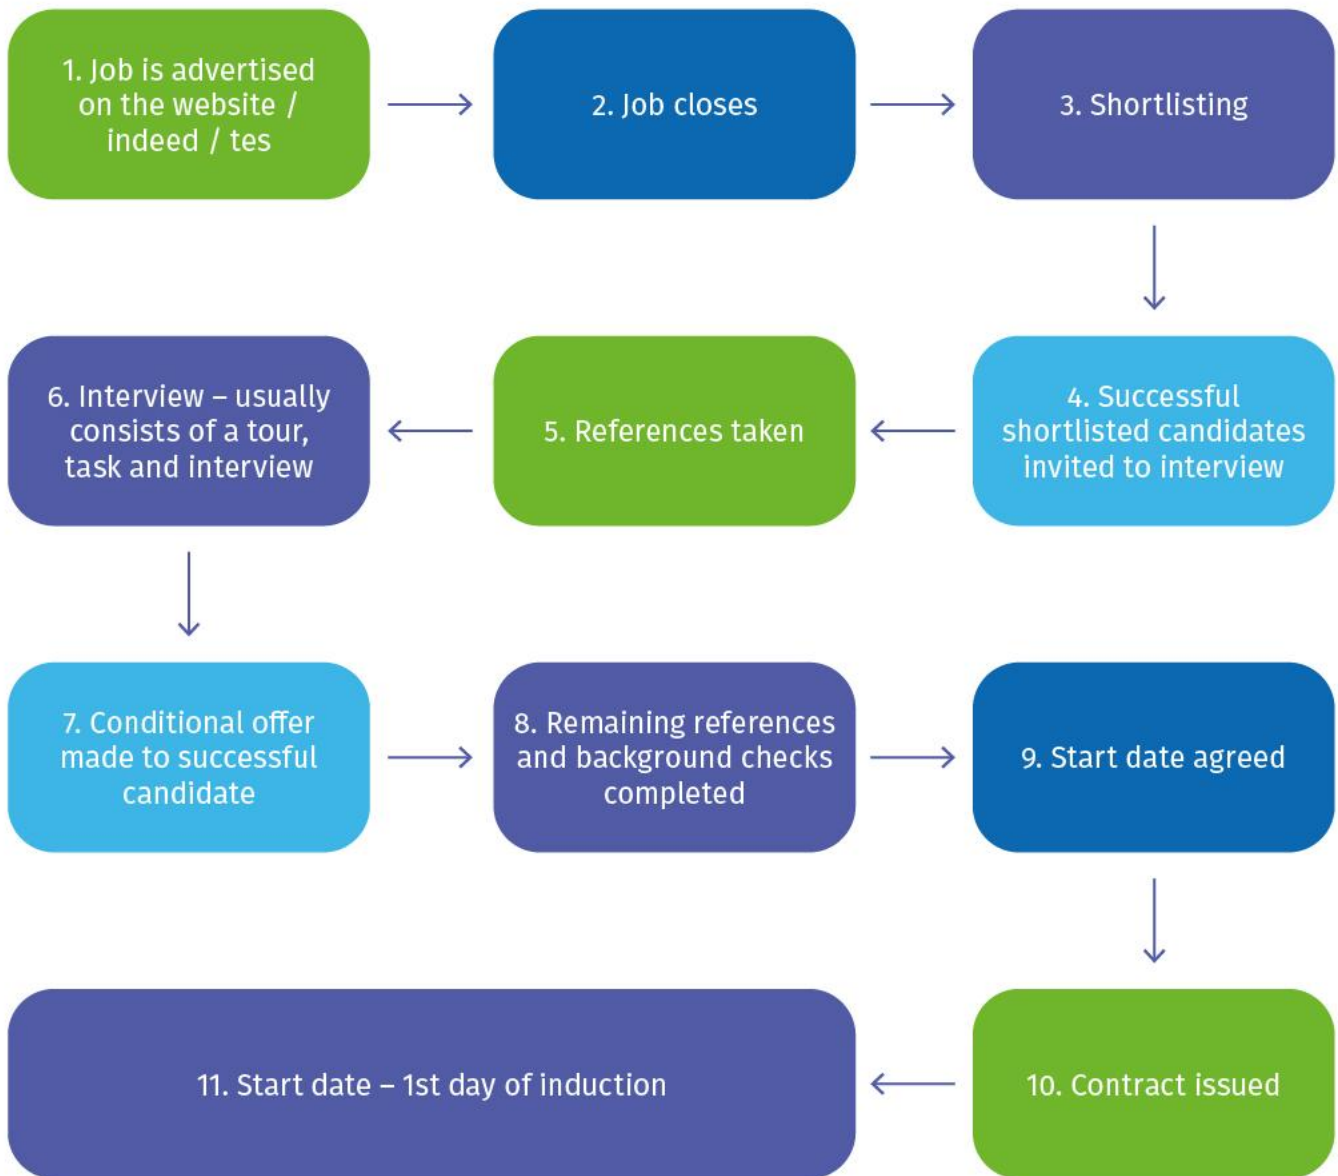 1. Job is advertised
on the website /
indeed / tes
2. Job closes
3. Shortlisting
4. Successful
shortlisted candidates
invited to interview
5. References taken
6. Interview – usually
consists of a tour,
task and interview
7. Conditional offer
made to successful
candidate
8. Remaining references
and background checks
completed
9. Start date agreed
10. Contract issued
11. Start date – 1st day of induction